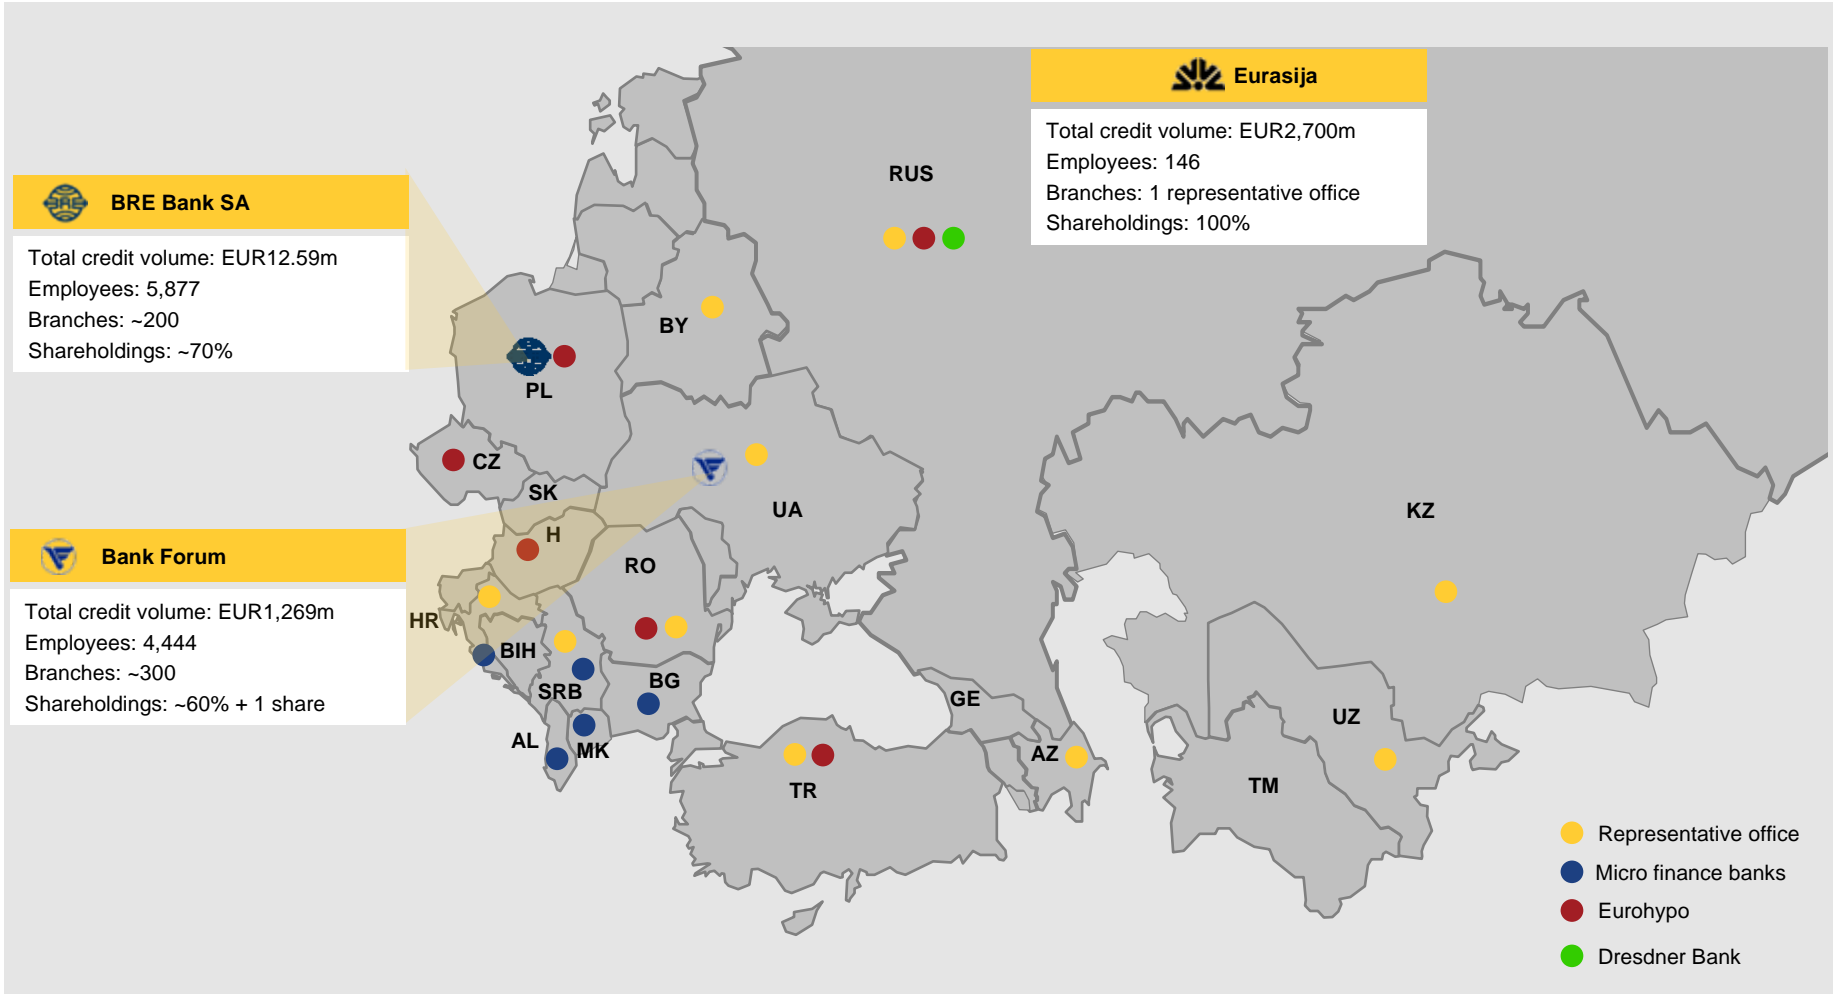 Eurasija
Total credit volume: EUR2,700m
Employees: 146
Branches: 1 representative office
Shareholdings: 100%
BRE
BRE Bank SA
Total credit volume: EUR12.59m
Employees: 5,877
Branches: ~200
Shareholdings: ~70%
Bank Forum
Total credit volume: EUR1,269m
Employees: 4,444
Branches: ~300
Shareholdings: ~60% + 1 share
RUS
BY
PL
CZ
SK
UA
KZ
H
RO
HR
BIH
SRB
BG
GE
UZ
AL
MK
AZ
TR
TM
Representative office
Micro finance banks
Eurohypo
Dresdner Bank